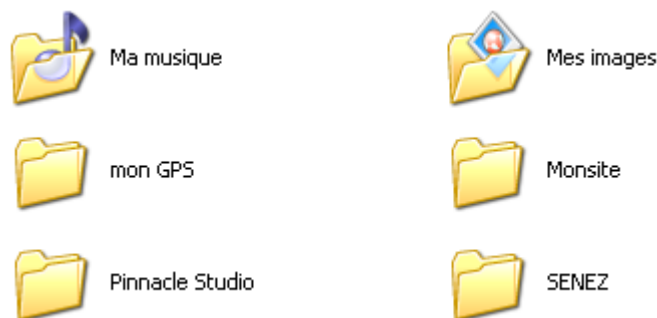 Ma musique
Mes images
mon GPS
Monsite
Pinnacle Studio
SENEZ